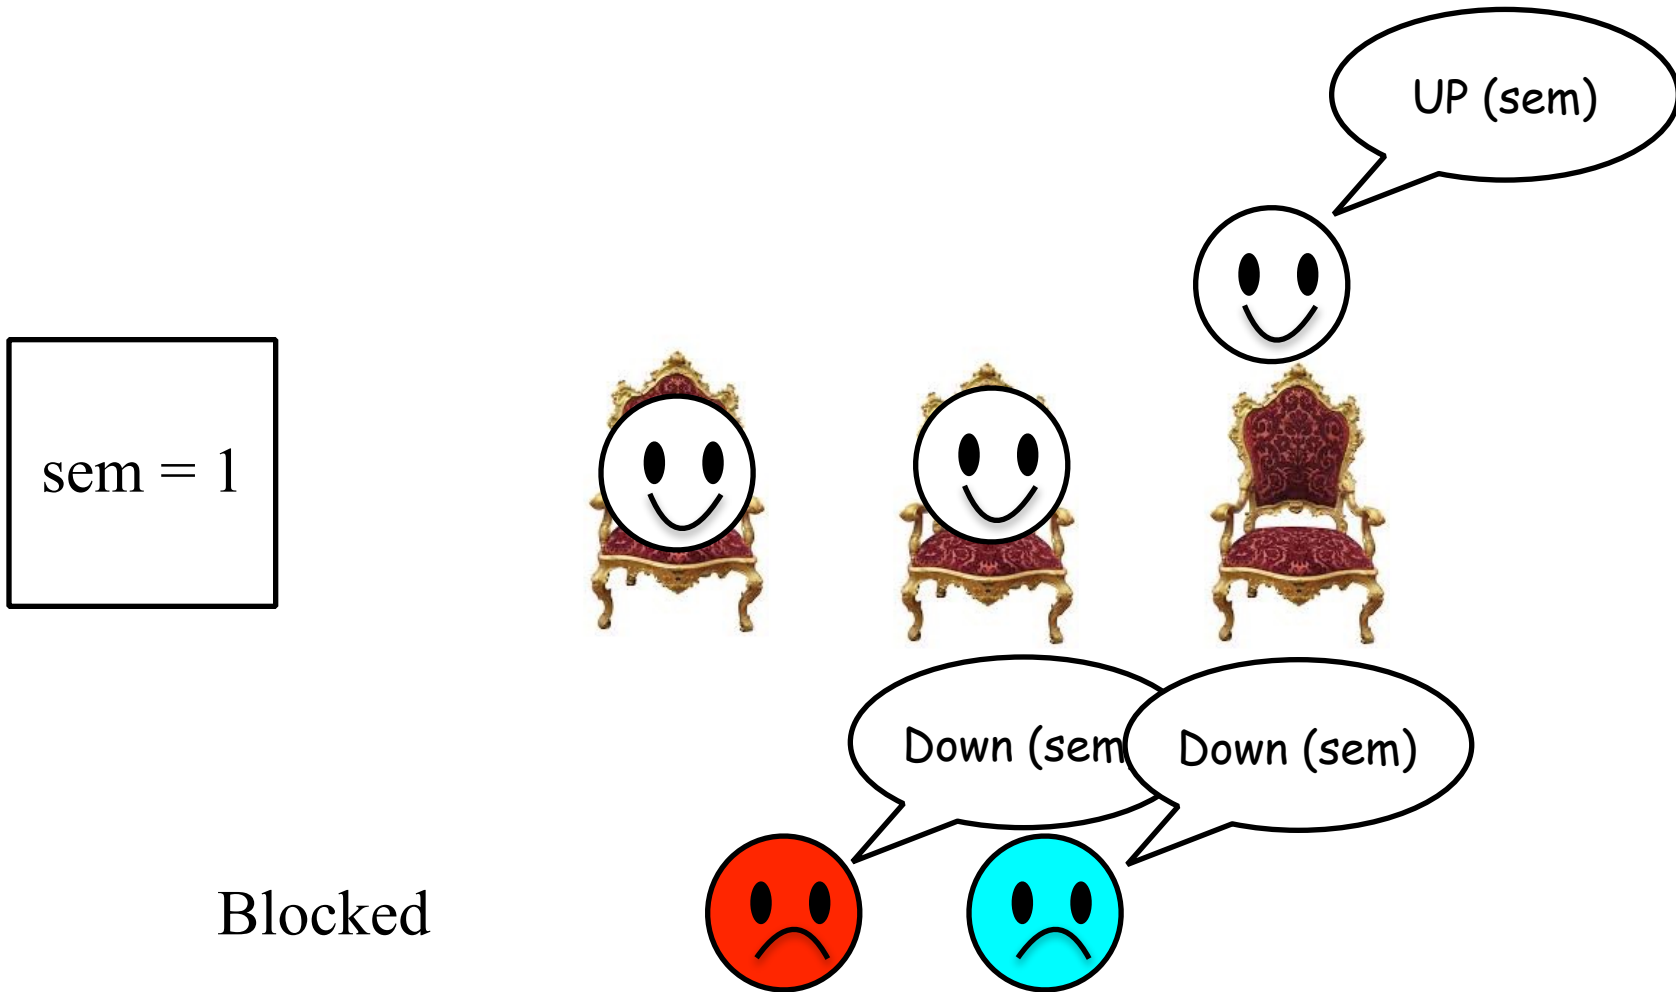 UP (sem)
sem = 1
Down (sem
Down (sem)
Blocked